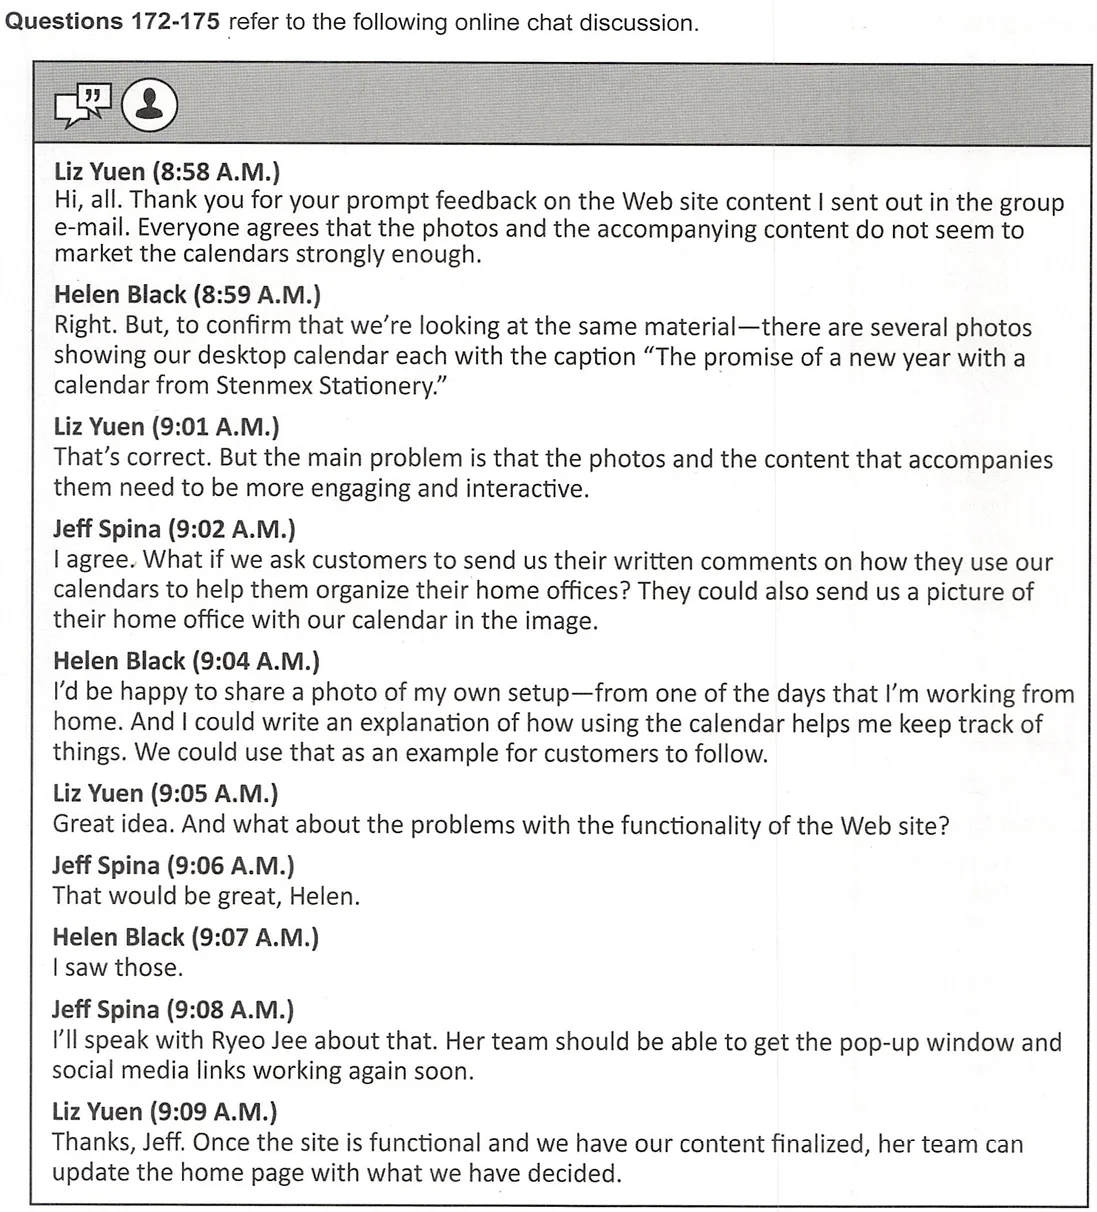 Questions 172-175 refer to the following online chat discussion.
Liz Yuen (8:58 A.M.)
Hi, all. Thank you for your prompt feedback on the Web site content I sent out in the group
e-mail. Everyone agrees that the photos and the accompanying content do not seem to
market the calendars strongly enough.
Helen Black (8:59 A.M.)
Right. But, to confirm that we’re looking at the same material—there are several photos
showing our desktop calendar each with the caption “The promise of a new year with a
calendar from Stenmex Stationery.”
Liz Yuen (9:01 A.M.)
That’s correct. But the main problem is that the photos and the content that accompanies
them need to be more engaging and interactive.
Jeff Spina (9:02 A.M.)
I agree. What if we ask customers to send us their written comments on how they use our
calendars to help them organize their home offices? They could also send us a picture of
their home office with our calendar in the image.
Helen Black (9:04 A.M.)
I’d be happy to share a photo of my own setup—from one of the days that I’m working from
home. And I could write an explanation of how using the calendar helps me keep track of
things. We could use that as an example for customers to follow.
Liz Yuen (9:05 A.M.)
Great idea. And what about the problems with the functionality of the Web site?
Jeff Spina (9:06 A.M.)
That would be great, Helen.
Helen Black (9:07 A.M.)
I saw those.
Jeff Spina (9:08 A.M.)
I’ll speak with Ryeo Jee about that. Her team should be able to get the pop-up window and
social media links working again soon.
Liz Yuen (9:09 A.M.)
Thanks, Jeff. Once the site is functional and we have our content finalized, her team can
update the home page with what we have decided.